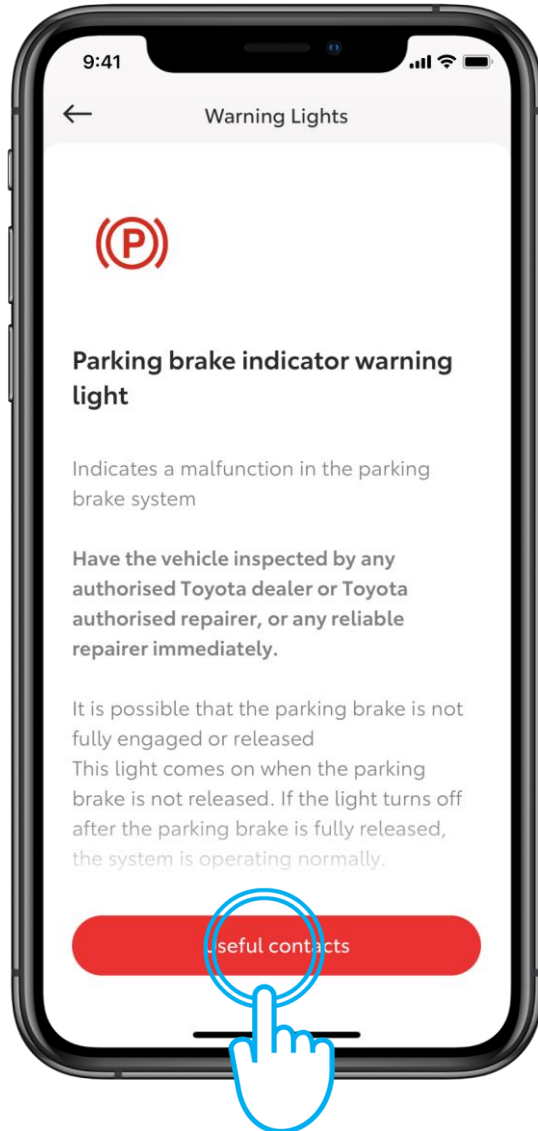 9:41
Warning Lights
(P)
Parking brake indicator warning
light
Indicates a malfunction in the parking
brake system
Have the vehicle inspected by any
authorised Toyota dealer or Toyota
authorised repairer, or any reliable
repairer immediately.
It is possible that the parking brake is not
fully engaged or released
This light comes on when the parking
brake is not released. If the light turns off
after the parking brake is fully released,
the system is operating normally.
Useful contacts